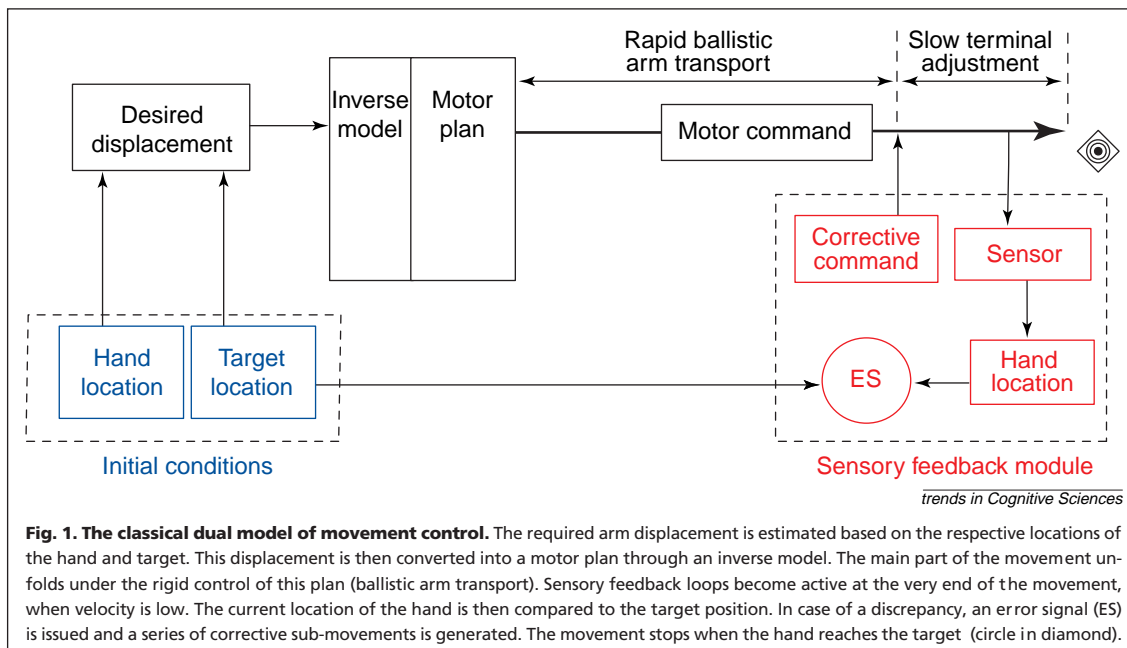 Rapid ballistic
arm transport
Slow terminal
adjustment
Desired
displacement
Inverse
model
Motor
plan
Motor command
Corrective
command
Sensor
Hand
location
Target
location
ES
Hand
location
Initial conditions
Sensory feedback module
trends in Cognitive Sciences
Fig. 1. The classical dual model of movement control. The required arm displacement is estimated based on the respective locations of
the hand and target. This displacement is then converted into a motor plan through an inverse model. The main part of the movement un-
folds under the rigid control of this plan (ballistic arm transport). Sensory feedback loops become active at the very end of the movement,
when velocity is low. The current location of the hand is then compared to the target position. In case of a discrepancy, an error signal (ES)
is issued and a series of corrective sub-movements is generated. The movement stops when the hand reaches the target (circle in diamond).